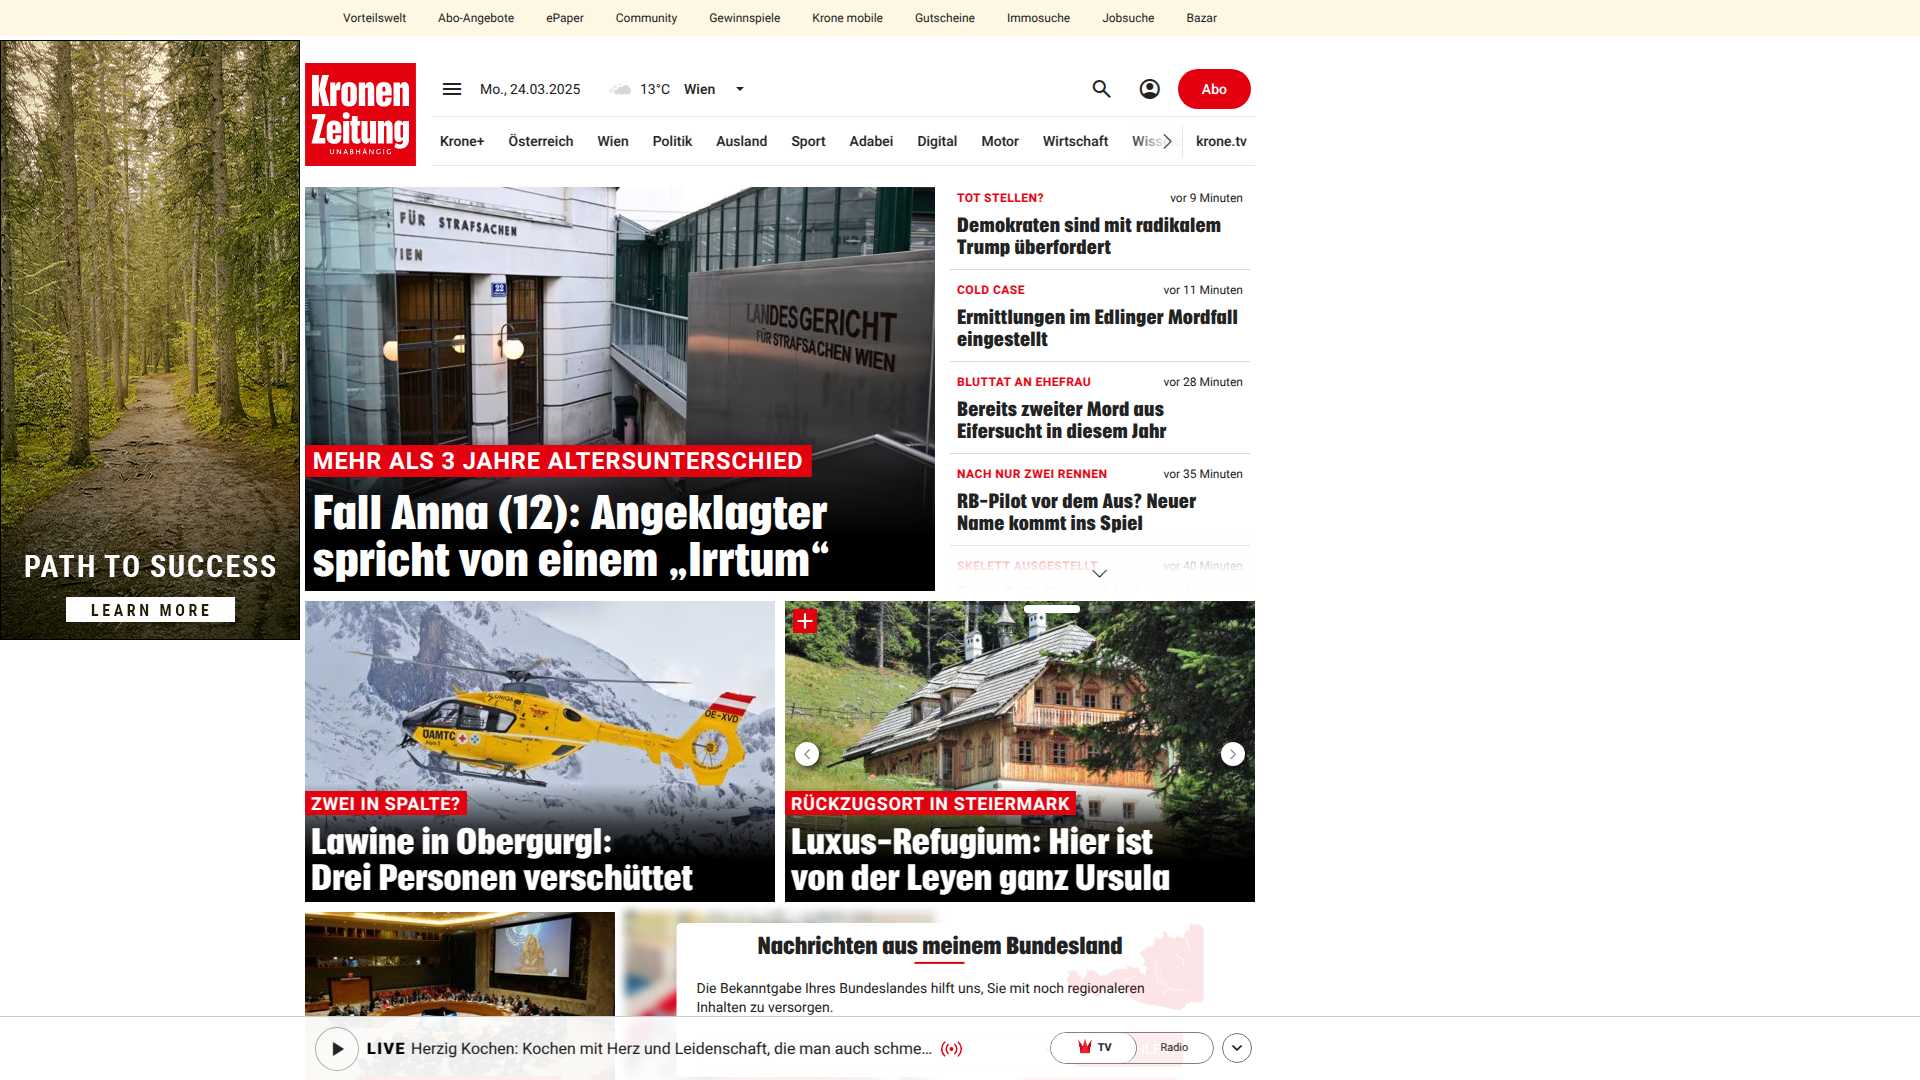 Vorteilswelt
Abo-Angebote
ePaper
Community
Gewinnspiele
Krone mobile
Gutscheine
Immosuche
Jobsuche
Bazar
Kronen
Zeitung
UNABHÄNGIG
Mo., 24.03.2025
13°C
Wien
Abo
Krone+
Österreich
Wien
Politik
Ausland
Sport
Adabei
Digital
Motor
Wirtschaft
Wiss
krone.tv
PATH TO SUCCESS
LEARN MORE
FÜR STRAFSACHEN
WIEN
22
LANDESGERICHT
FÜR STRAFSACHEN WIEN
MEHR ALS 3 JAHRE ALTERSUNTERSCHIED
Fall Anna (12): Angeklagter
spricht von einem „Irrtum“
TOT STELLEN?
vor 9 Minuten
Demokraten sind mit radikalem
Trump überfordert
COLD CASE
vor 11 Minuten
Ermittlungen im Edlinger Mordfall
eingestellt
BLUTTAT AN EHEFRAU
vor 28 Minuten
Bereits zweiter Mord aus
Eifersucht in diesem Jahr
NACH NUR ZWEI RENNEN
vor 35 Minuten
RB-Pilot vor dem Aus? Neuer
Name kommt ins Spiel
SKELETT AUSGESTELLT
vor 40 Minuten
UNIQA
ÖAMTC
OE-XVD
ZWEI IN SPALTE?
Lawine in Obergurgl:
Drei Personen verschüttet
RÜCKZUGSORT IN STEIERMARK
Luxus-Refugium: Hier ist
von der Leyen ganz Ursula
Nachrichten aus meinem Bundesland
Die Bekanntgabe Ihres Bundeslandes hilft uns, Sie mit noch regionaleren
Inhalten zu versorgen.
LIVE Herzig Kochen: Kochen mit Herz und Leidenschaft, die man auch schme...
TV
Radio